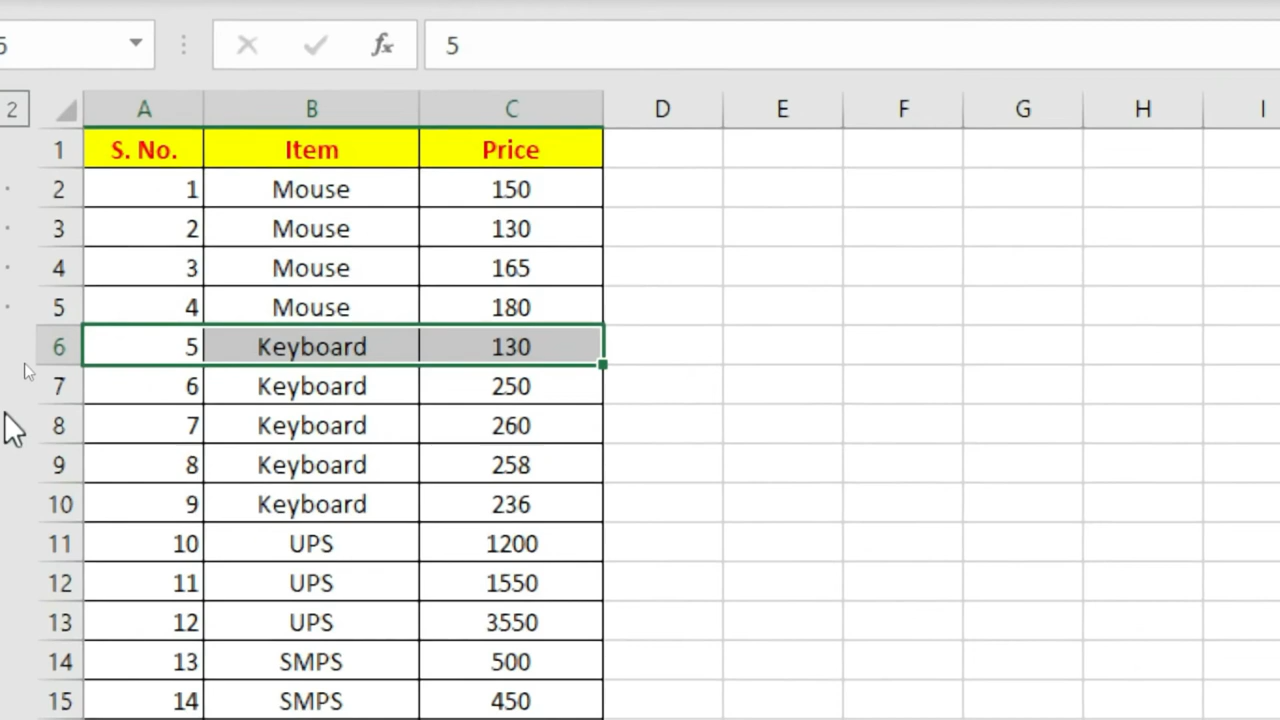 5 fx 5
2 A B C D E F G H I
1 S. No. Item Price
2 1 Mouse 150
3 2 Mouse 130
4 3 Mouse 165
5 4 Mouse 180
6 5 Keyboard 130
7 6 Keyboard 250
8 7 Keyboard 260
9 8 Keyboard 258
10 9 Keyboard 236
11 10 UPS 1200
12 11 UPS 1550
13 12 UPS 3550
14 13 SMPS 500
15 14 SMPS 450